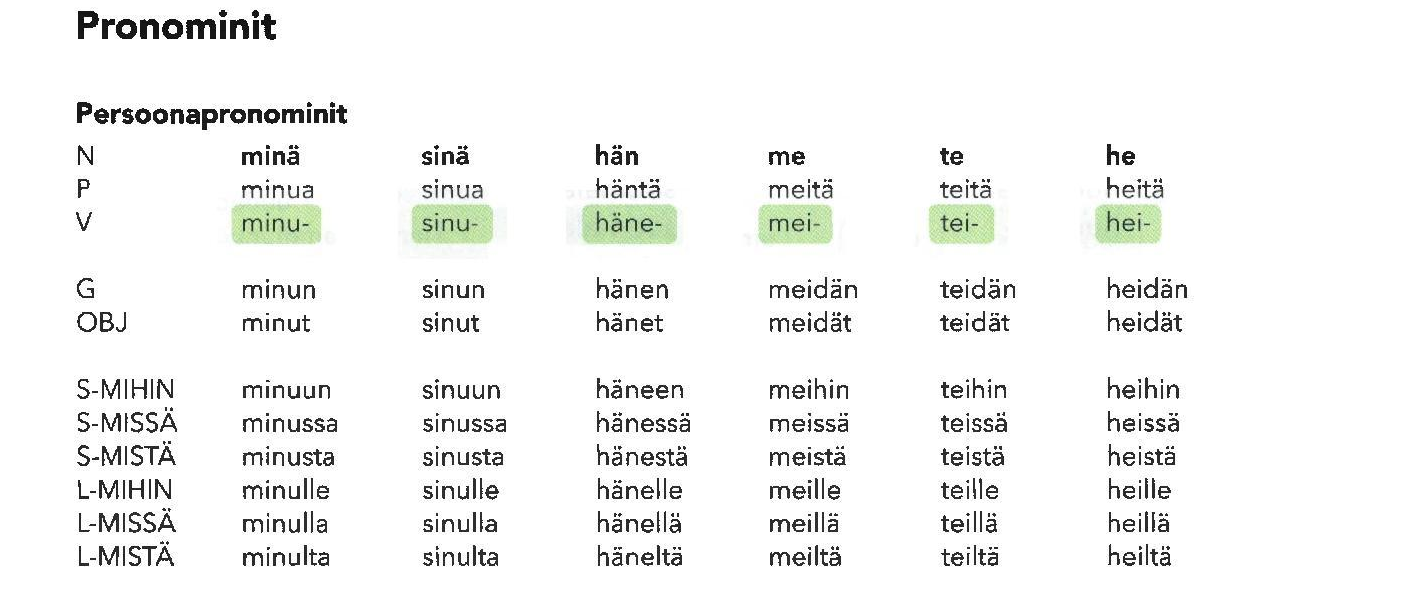 Pronominit
Persoonapronominit
N minä sinä hän me te he
P minua sinua häntä meitä teitä heitä
V minu- sinu- häne- mei- tei- hei-
G minun sinun hänen meidän teidän heidän
OBJ minut sinut hänet meidät teidät heidät
S-MIHIN minuun sinuun häneen meihin teihin heihin
S-MISSÄ minussa sinussa hänessä meissä teissä heissä
S-MISTÄ minusta sinusta hänestä meistä teistä heistä
L-MIHIN minulle sinulle hänelle meille teille heille
L-MISSÄ minulla sinulla hänellä meillä teillä heillä
L-MISTÄ minulta sinulta häneltä meiltä teiltä heiltä